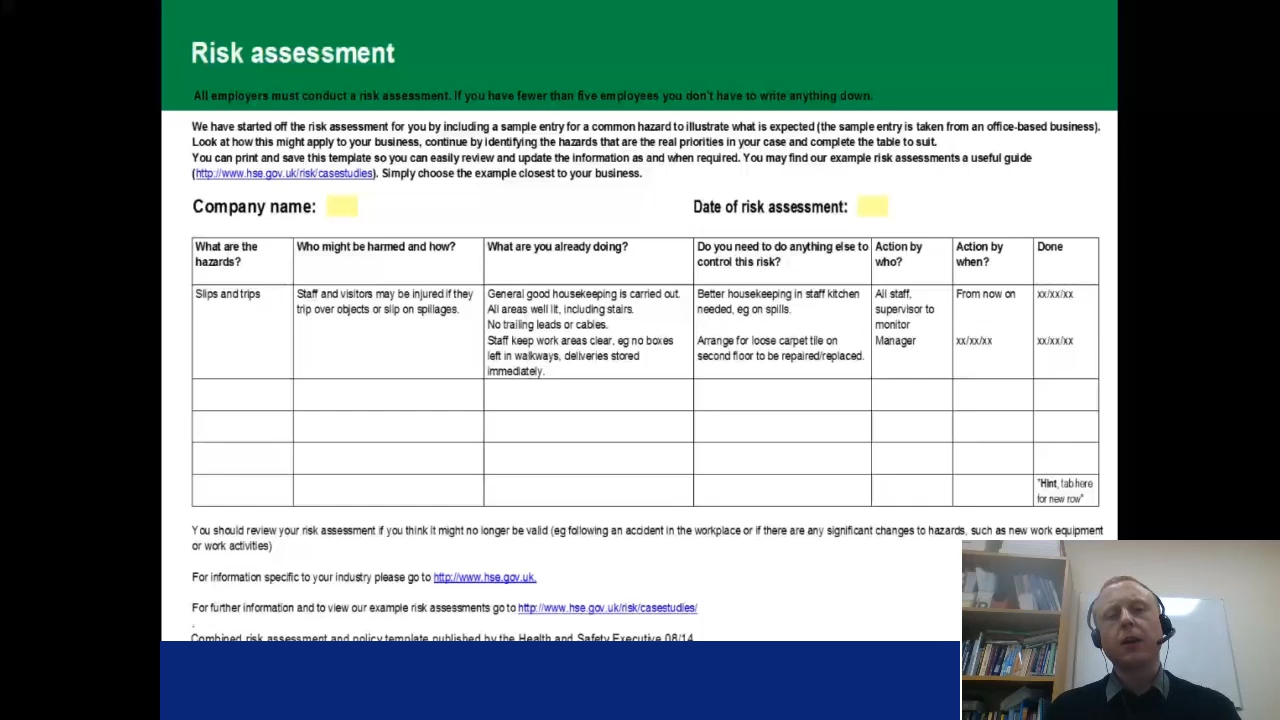 Risk assessment
All employers must conduct a risk assessment. If you have fewer than five employees you don't have to write anything down.
We have started off the risk assessment for you by including a sample entry for a common hazard to illustrate what is expected (the sample entry is taken from an office-based business).
Look at how this might apply to your business, continue by identifying the hazards that are the real priorities in your case and complete the table to suit.
You can print and save this template so you can easily review and update the information as and when required. You may find our example risk assessments a useful guide
(http://www.hse.gov.uk/risk/casestudies). Simply choose the example closest to your business.
Company name:
Date of risk assessment:
What are the
hazards?
Who might be harmed and how?
What are you already doing?
Do you need to do anything else to
control this risk?
Action by
who?
Action by
when?
Done
Slips and trips
Staff and visitors may be injured if they
trip over objects or slip on spillages.
General good housekeeping is carried out.
All areas well lit, including stairs.
No trailing leads or cables.
Staff keep work areas clear, eg no boxes
left in walkways, deliveries stored
immediately.
Better housekeeping in staff kitchen
needed, eg on spills.
Arrange for loose carpet tile on
second floor to be repaired/replaced.
All staff,
supervisor to
monitor
Manager
From now on
xx/xx/xx
xx/xx/xx
xx/xx/xx
"Hint, tab here
for new row"
You should review your risk assessment if you think it might no longer be valid (eg following an accident in the workplace or if there are any significant changes to hazards, such as new work equipment
or work activities)
For information specific to your industry please go to http://www.hse.gov.uk.
For further information and to view our example risk assessments go to http://www.hse.gov.uk/risk/casestudies/
.
Combined risk assessment and policy template published by the Health and Safety Executive 08/14